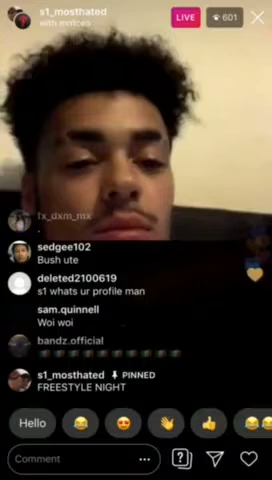 s1_mosthated
LIVE
601
with mrrices
fx_dxm_mx
.
sedgee102
Bush ute
deleted2100619
s1 whats ur profile man
sam.quinnell
Woi woi
bandz.official
s1_mosthated PINNED
FREESTYLE NIGHT
Hello
Comment